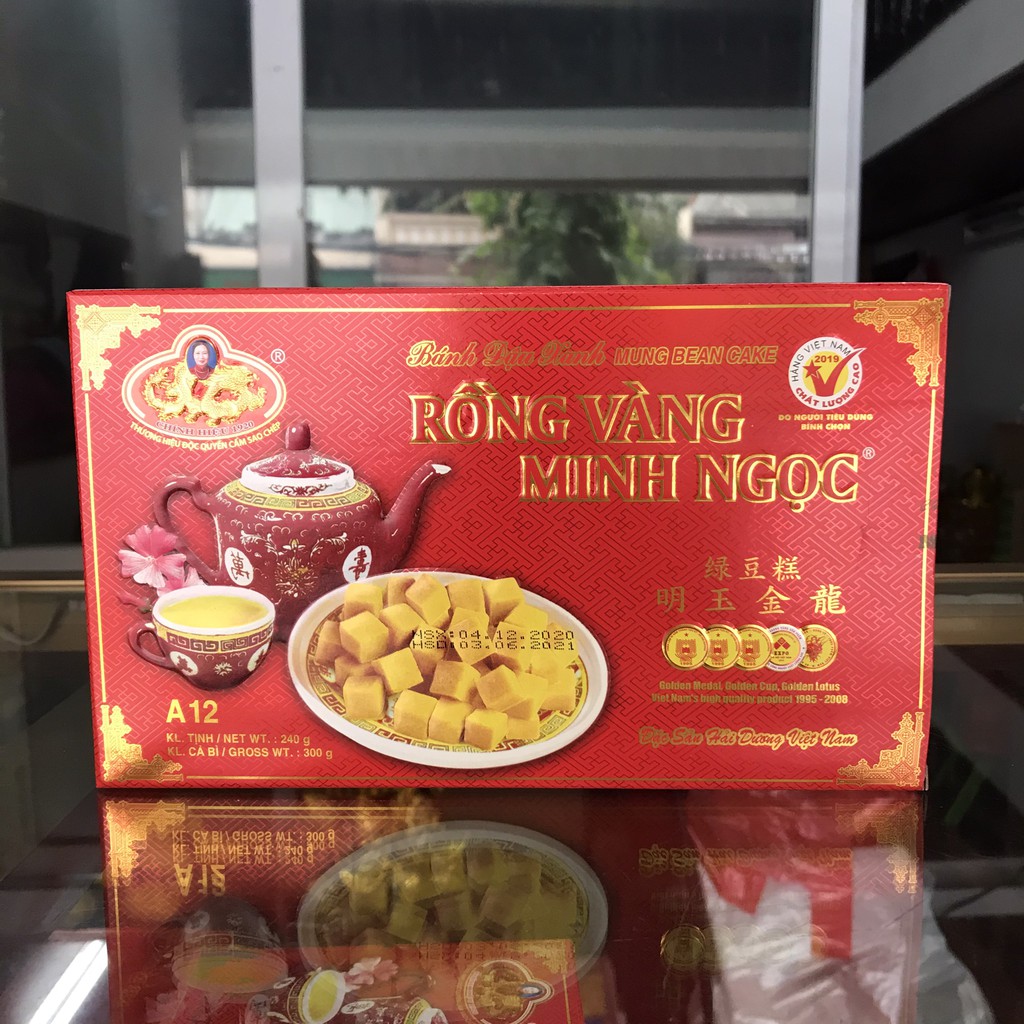 Bánh Đậu Xanh MUNG BEAN CAKE
RỒNG VÀNG
MINH NGỌC®
®
CHÍNH HIỆU 1920
THƯƠNG HIỆU ĐỘC QUYỀN CẤM SAO CHÉP
HÀNG VIỆT NAM
2019
CHẤT LƯỢNG CAO
DO NGƯỜI TIÊU DÙNG
BÌNH CHỌN
绿豆糕
明玉金龍
萬
壽
NSX:04.12.2020
HSD:03.06.2021
EXPO
Golden Medal, Golden Cup, Golden Lotus
Viet Nam's high quality product 1995 - 2008
Đặc Sản Hải Dương Việt Nam
A12
KL. TỊNH / NET WT. : 240 g
KL. CẢ BÌ / GROSS WT. : 300 g